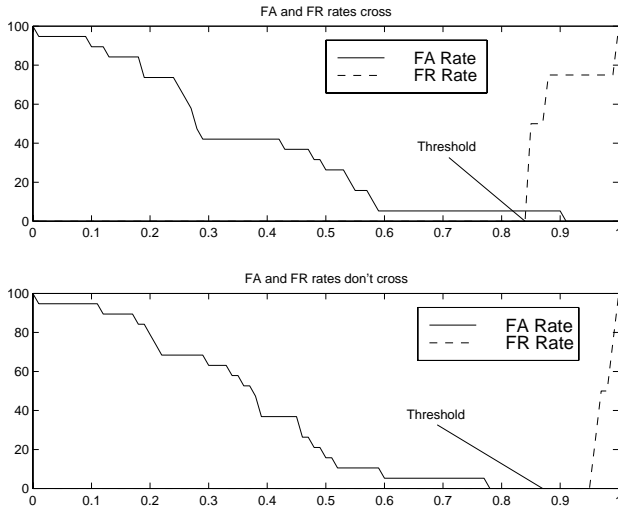 FA and FR rates cross
100
80
60
40
20
0
FA Rate
FR Rate
Threshold
0 0.1 0.2 0.3 0.4 0.5 0.6 0.7 0.8 0.9 1
FA and FR rates don't cross
100
80
60
40
20
0
FA Rate
FR Rate
Threshold
0 0.1 0.2 0.3 0.4 0.5 0.6 0.7 0.8 0.9 1